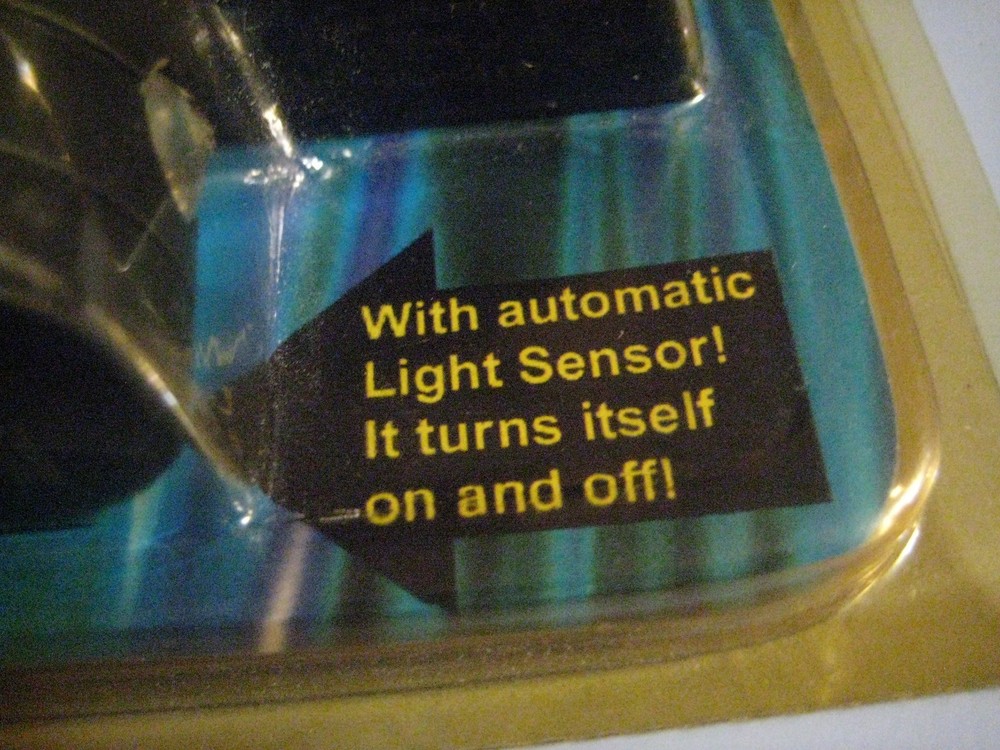 With automatic
Light Sensor!
It turns itself
on and off!